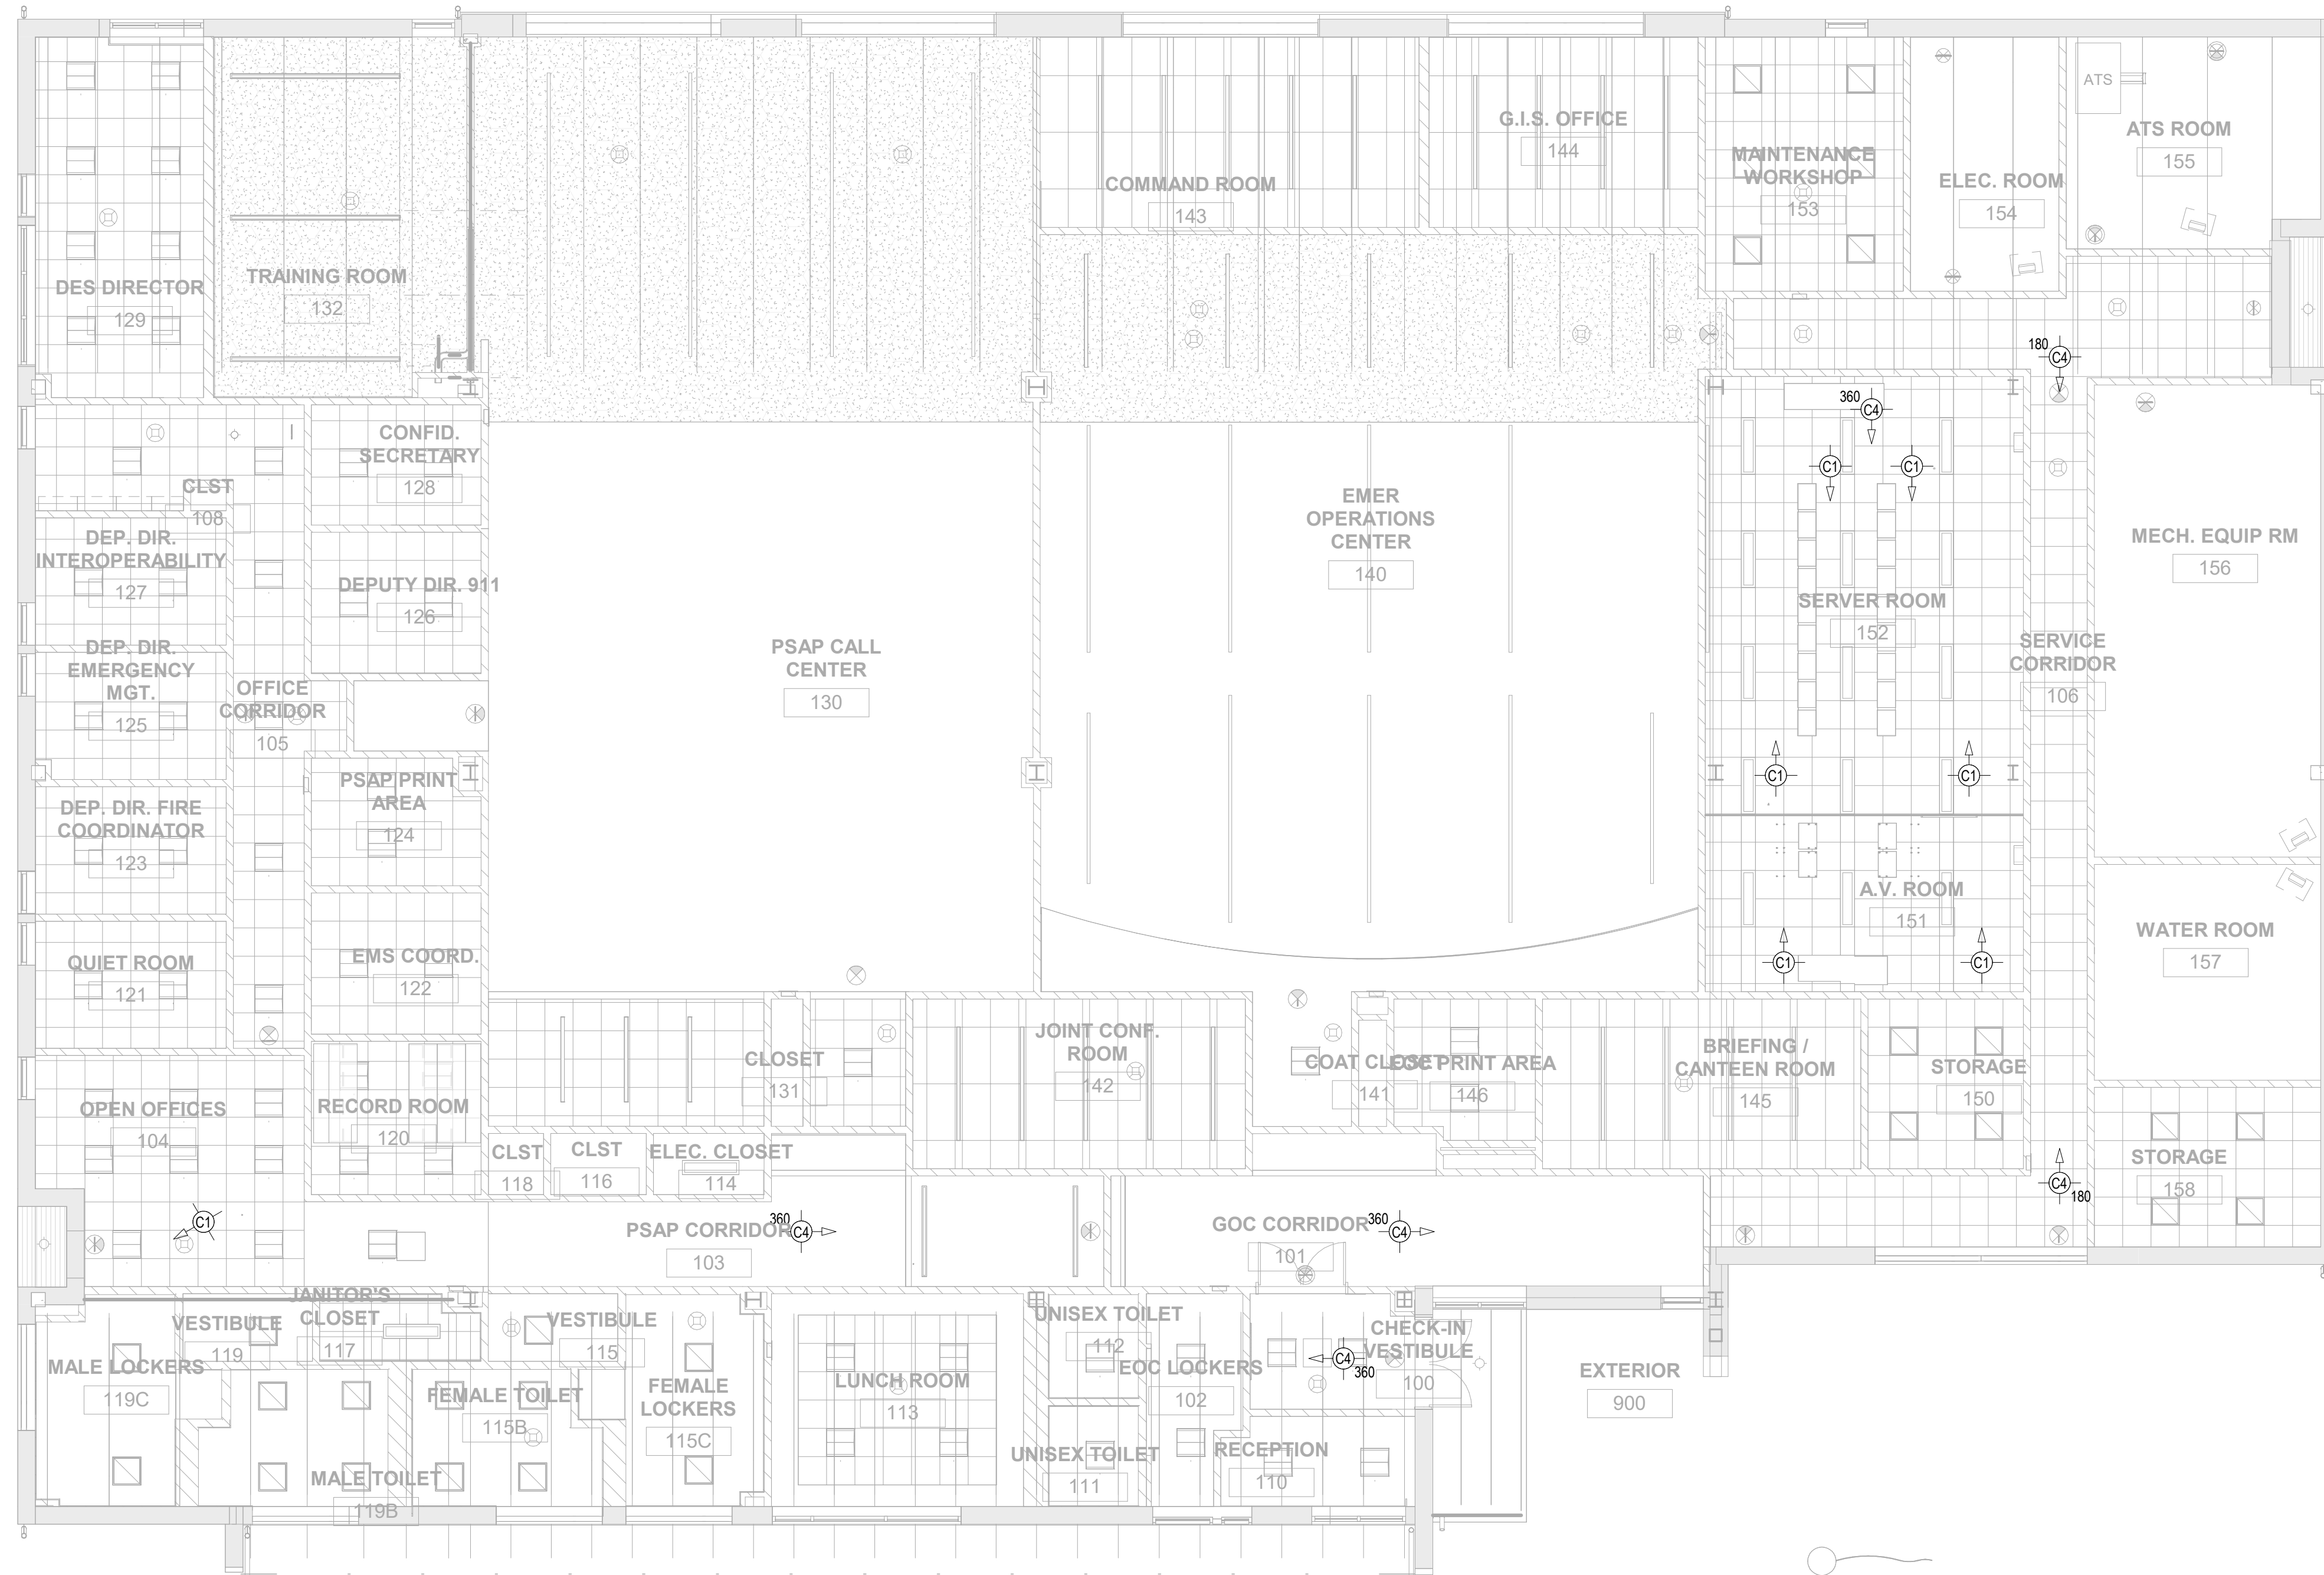 ATS
ATS ROOM
155
G.I.S. OFFICE
144
MAINTENANCE
WORKSHOP
153
COMMAND ROOM
143
ELEC. ROOM
154
DES DIRECTOR
129
TRAINING ROOM
132
180
C4
360
C4
CONFID.
SECRETARY
128
C1
C1
CLST
108
EMER
OPERATIONS
CENTER
140
DEP. DIR.
INTEROPERABILITY
127
DEPUTY DIR. 911
126
MECH. EQUIP RM
156
SERVER ROOM
152
SERVICE
CORRIDOR
106
PSAP CALL
CENTER
130
DEP. DIR.
EMERGENCY
MGT.
125
OFFICE
CORRIDOR
105
C1
C1
PSAP PRINT
AREA
124
DEP. DIR. FIRE
COORDINATOR
123
A.V. ROOM
151
WATER ROOM
157
QUIET ROOM
121
EMS COORD.
122
C1
C1
CLOSET
131
JOINT CONF.
ROOM
142
COAT CLOSET
141
EOC PRINT AREA
146
BRIEFING /
CANTEEN ROOM
145
STORAGE
150
OPEN OFFICES
104
RECORD ROOM
120
CLST
118
CLST
116
ELEC. CLOSET
114
STORAGE
158
C4
180
C1
PSAP CORRIDOR
103
360
C4
GOC CORRIDOR
101
360
C4
JANITOR'S
CLOSET
117
VESTIBULE
119
VESTIBULE
115
UNISEX TOILET
112
CHECK-IN
VESTIBULE
100
C4
360
MALE LOCKERS
119C
FEMALE TOILET
115B
FEMALE
LOCKERS
115C
LUNCH ROOM
113
EOC LOCKERS
102
EXTERIOR
900
MALE TOILET
119B
UNISEX TOILET
111
RECEPTION
110